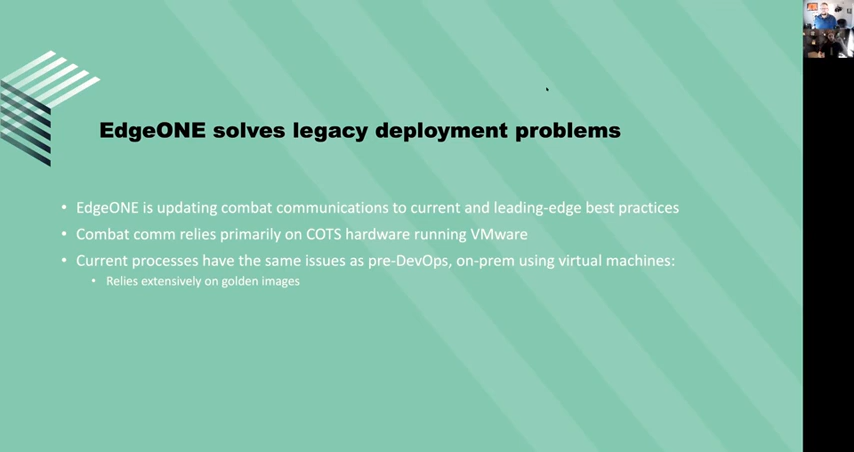 EdgeONE solves legacy deployment problems
• EdgeONE is updating combat communications to current and leading-edge best practices
• Combat comm relies primarily on COTS hardware running VMware
• Current processes have the same issues as pre-DevOps, on-prem using virtual machines:
• Relies extensively on golden images